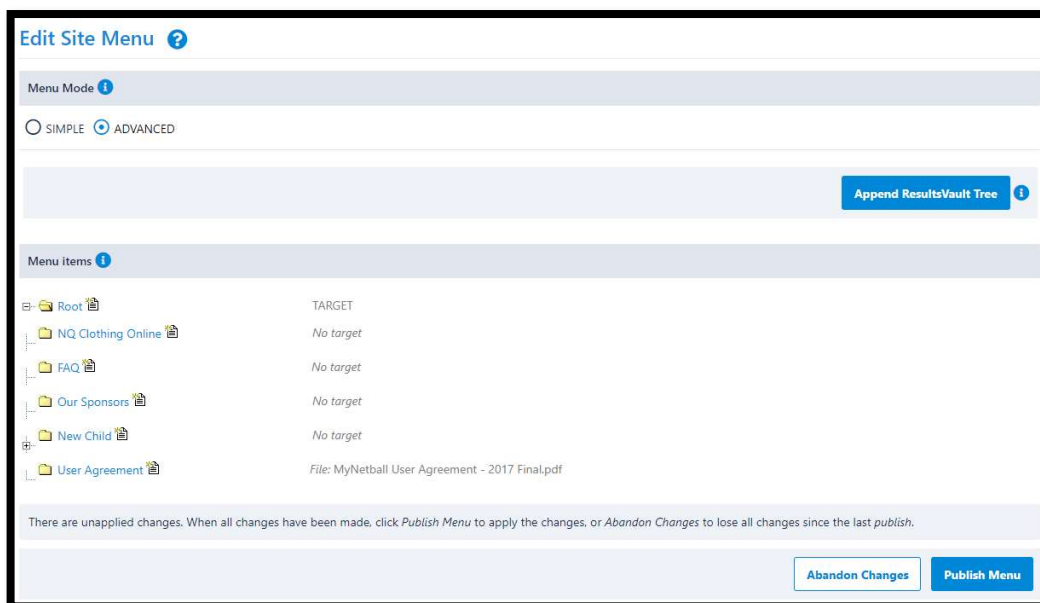 Edit Site Menu
Menu Mode
SIMPLE ADVANCED
Append ResultsVault Tree
Menu items
Root TARGET
NQ Clothing Online No target
FAQ No target
Our Sponsors No target
New Child No target
User Agreement File: MyNetball User Agreement - 2017 Final.pdf
There are unapplied changes. When all changes have been made, click Publish Menu to apply the changes, or Abandon Changes to lose all changes since the last publish.
Abandon Changes Publish Menu